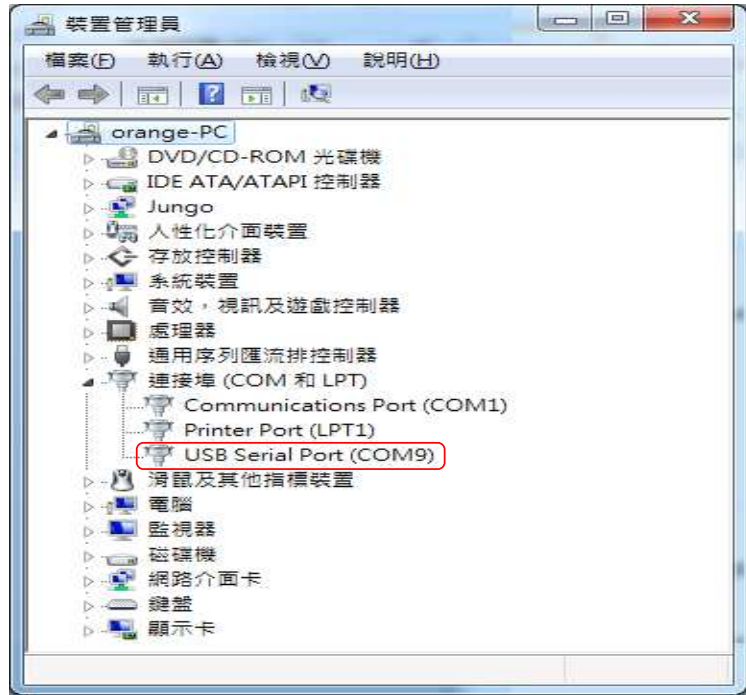 裝置管理員
檔案(F) 執行(A) 檢視(V) 說明(H)
orange-PC
DVD/CD-ROM 光碟機
IDE ATA/ATAPI 控制器
Jungo
人性化介面裝置
存放控制器
系統裝置
音效，視訊及遊戲控制器
處理器
通用序列匯流排控制器
連接埠 (COM 和 LPT)
Communications Port (COM1)
Printer Port (LPT1)
USB Serial Port (COM9)
滑鼠及其他指標裝置
電腦
監視器
磁碟機
網路介面卡
鍵盤
顯示卡